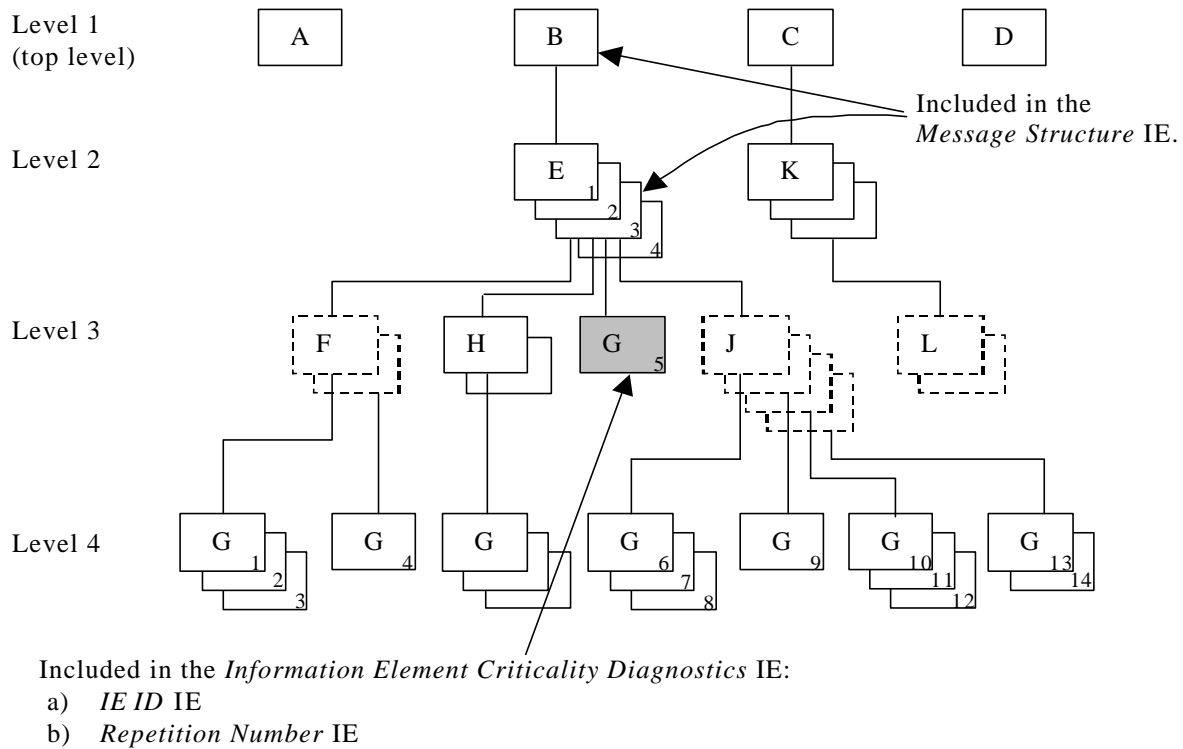 Level 1
(top level)
A
B
C
D
Included in the
Message Structure IE.
Level 2
E
1
2
3
4
K
Level 3
F
H
G
5
J
L
Level 4
G
1
2
3
G
4
G
G
6
7
8
G
9
G
10
11
12
G
13
14
Included in the Information Element Criticality Diagnostics IE:
a) IE ID IE
b) Repetition Number IE